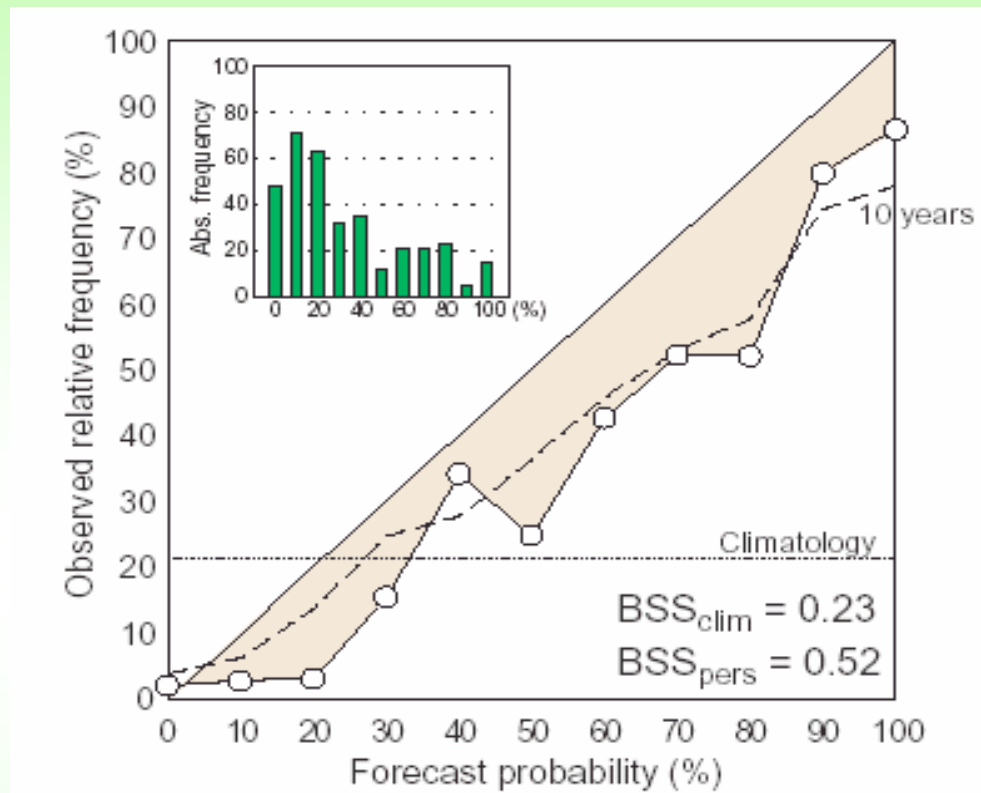 100
90
80
70
60
50
40
30
20
10
0
Observed relative frequency (%)
100
80
60
40
20
0
Abs. frequency
0 20 40 60 80 100 (%)
10 years
Climatology
BSSclim = 0.23
BSSpers = 0.52
0 10 20 30 40 50 60 70 80 90 100
Forecast probability (%)